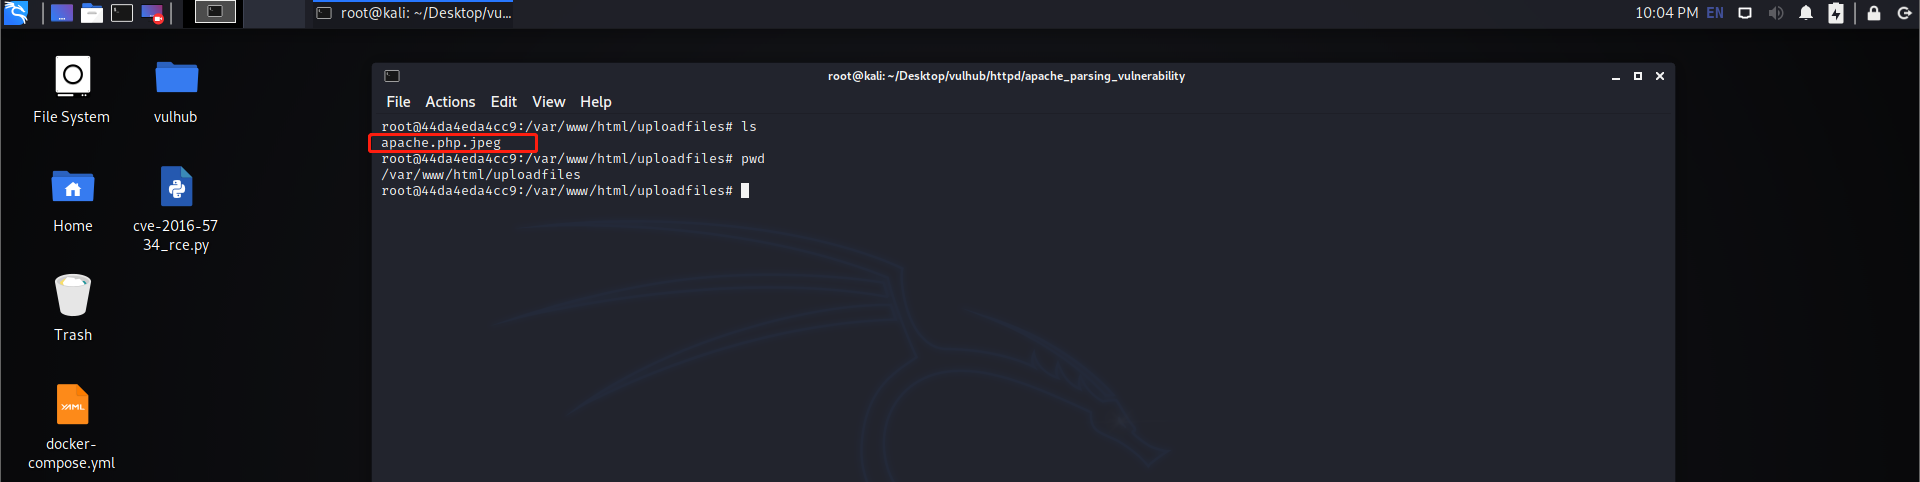 root@kali: ~/Desktop/vu...
10:04 PM EN
File System
vulhub
Home
cve-2016-57
34_rce.py
Trash
YAML
docker-
compose.yml
root@kali: ~/Desktop/vulhub/httpd/apache_parsing_vulnerability
File Actions Edit View Help
root@44da4eda4cc9:/var/www/html/uploadfiles# ls
apache.php.jpeg
root@44da4eda4cc9:/var/www/html/uploadfiles# pwd
/var/www/html/uploadfiles
root@44da4eda4cc9:/var/www/html/uploadfiles#